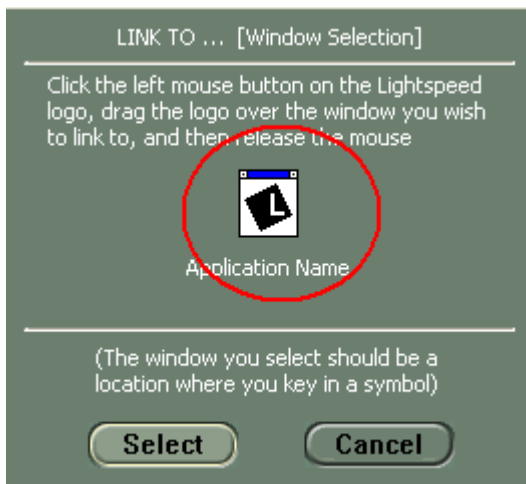 LINK TO ... [Window Selection]
Click the left mouse button on the Lightspeed
logo, drag the logo over the window you wish
to link to, and then release the mouse
L
Application Name
(The window you select should be a
location where you key in a symbol)
Select Cancel